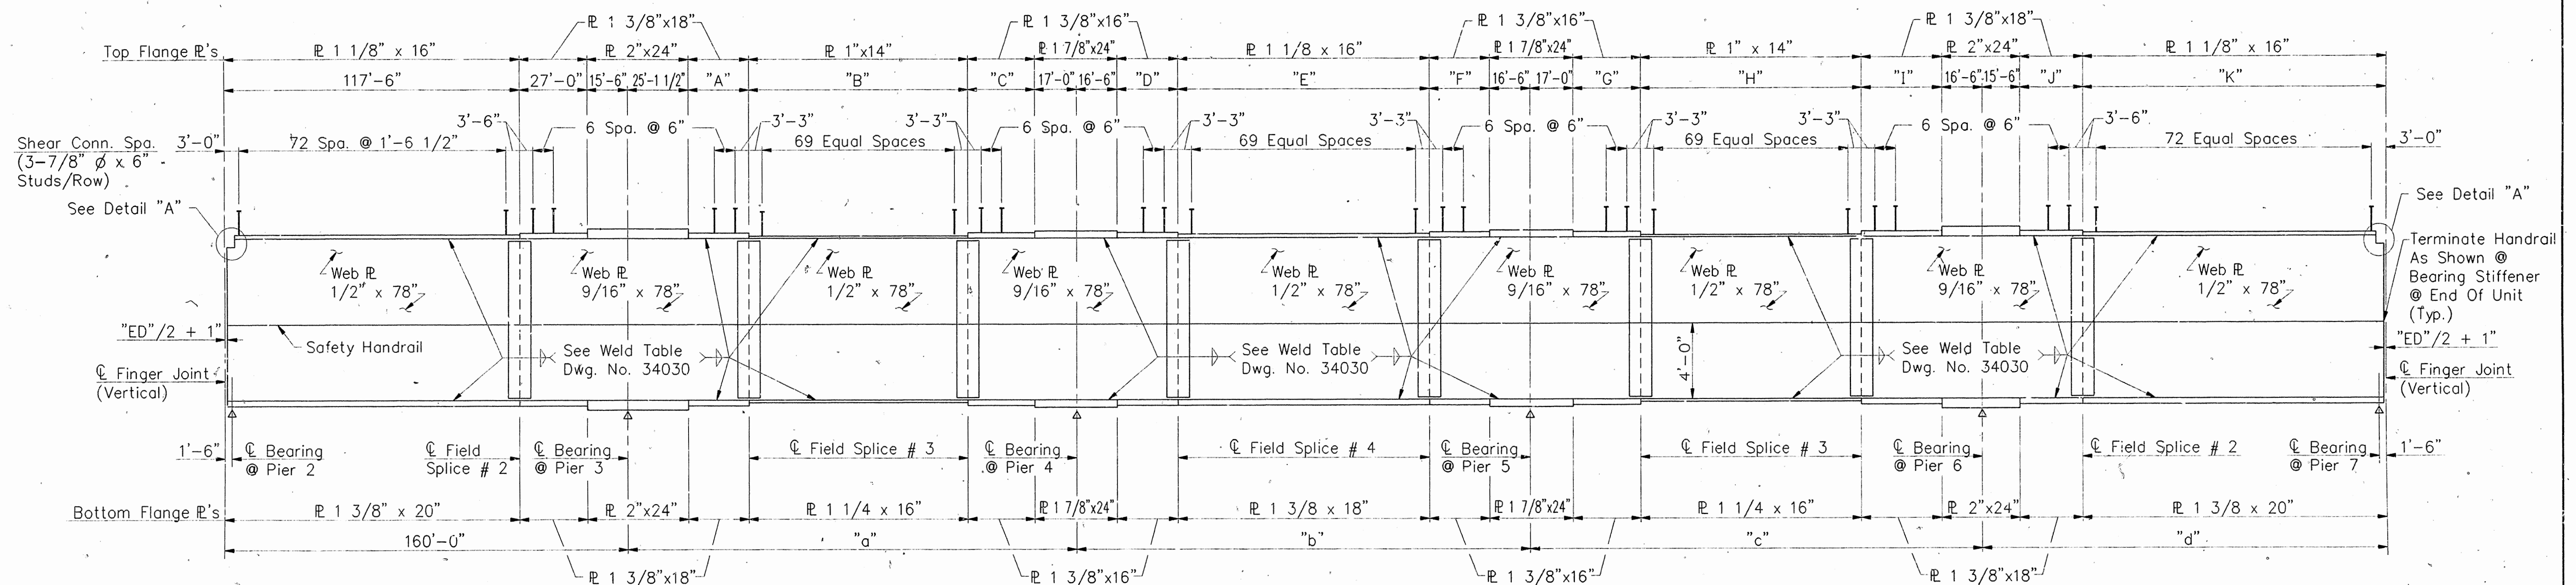 ℄ 1 3/8"x18"
℄ 1 3/8"x16"
℄ 1 3/8"x16"
℄ 1 3/8"x18"
Top Flange ℄'s
℄ 1 1/8" x 16"
℄ 2"x24"
℄ 1"x14"
℄ 1 7/8"x24"
℄ 1 1/8 x 16"
℄ 1 7/8"x24"
℄ 1" x 14"
℄ 2"x24"
℄ 1 1/8" x 16"
117'-6"
27'-0"
15'-6"
25'-1 1/2"
"A"
"B"
"C"
17'-0"
16'-6"
"D"
"E"
"F"
16'-6"
17'-0"
"G"
"H"
"I"
16'-6"
15'-6"
"J"
"K"
Shear Conn. Spa.
(3-7/8" Ø x 6"
Studs/Row)
3'-0"
72 Spa. @ 1'-6 1/2"
3'-6"
6 Spa. @ 6"
3'-3"
69 Equal Spaces
3'-3"
6 Spa. @ 6"
3'-3"
69 Equal Spaces
3'-3"
6 Spa. @ 6"
3'-3"
69 Equal Spaces
3'-3"
6 Spa. @ 6"
3'-6"
72 Equal Spaces
3'-0"
See Detail "A"
See Detail "A"
Web ℄
1/2" x 78"
Web ℄
9/16" x 78"
Web ℄
1/2" x 78"
Web ℄
9/16" x 78"
Web ℄
1/2" x 78"
Web ℄
9/16" x 78"
Web ℄
1/2" x 78"
Web ℄
9/16" x 78"
Web ℄
1/2" x 78"
Terminate Handrail
As Shown @
Bearing Stiffener
@ End Of Unit
(Typ.)
"ED"/2 + 1"
Safety Handrail
See Weld Table
Dwg. No. 34030
See Weld Table
Dwg. No. 34030
4'-0"
See Weld Table
Dwg. No. 34030
"ED"/2 + 1"
℄ Finger Joint
(Vertical)
℄ Finger Joint
(Vertical)
1'-6"
℄ Bearing
@ Pier 2
℄ Field
Splice # 2
℄ Bearing
@ Pier 3
℄ Field Splice # 3
℄ Bearing
@ Pier 4
℄ Field Splice # 4
℄ Bearing
@ Pier 5
℄ Field Splice # 3
℄ Bearing
@ Pier 6
℄ Field Splice # 2
℄ Bearing
@ Pier 7
1'-6"
Bottom Flange ℄'s
℄ 1 3/8" x 20"
℄ 2"x24"
℄ 1 1/4 x 16"
℄ 1 7/8"x24"
℄ 1 3/8 x 18"
℄ 1 7/8"x24"
℄ 1 1/4 x 16"
℄ 2"x24"
℄ 1 3/8 x 20"
160'-0"
"a"
"b"
"c"
"d"
℄ 1 3/8"x18"
℄ 1 3/8"x16"
℄ 1 3/8"x16"
℄ 1 3/8"x18"